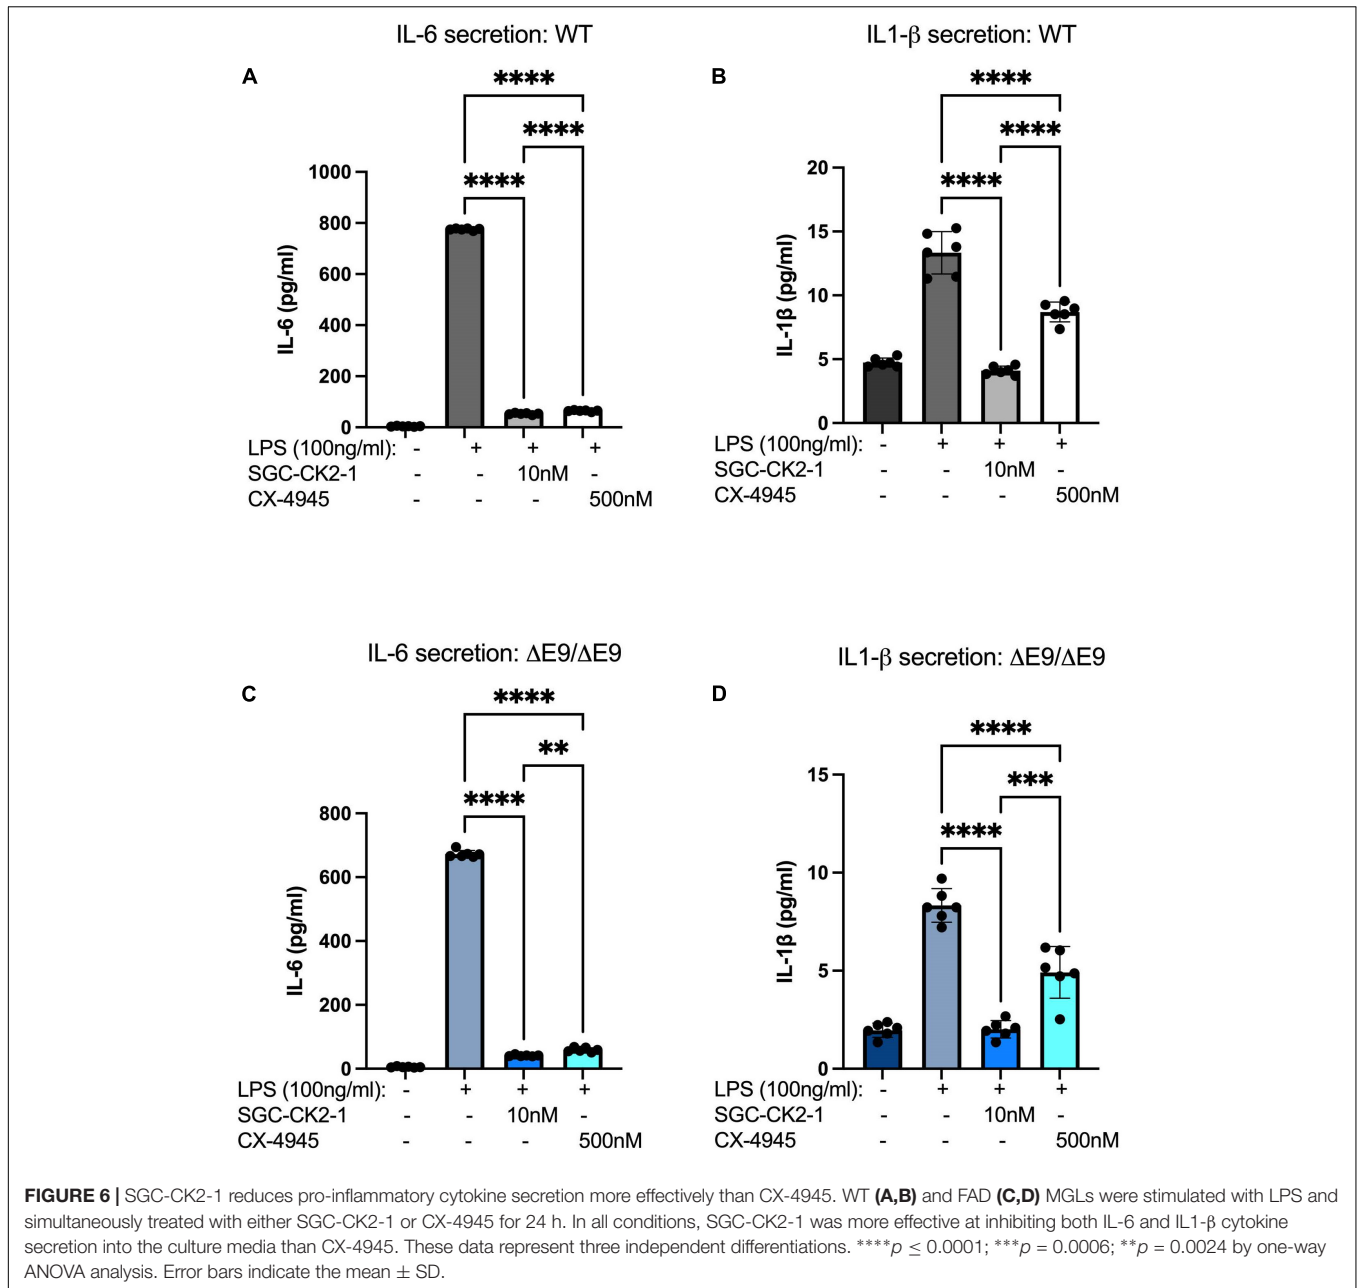 IL-6 secretion: WT
A
****
****
****
1000
800
600
400
200
0
IL-6 (pg/ml)
LPS (100ng/ml): - + + +
SGC-CK2-1 - - 10nM -
CX-4945 - - - 500nM
IL1-β secretion: WT
B
****
****
****
20
15
10
5
0
IL-1β (pg/ml)
LPS (100ng/ml): - + + +
SGC-CK2-1 - - 10nM -
CX-4945 - - - 500nM
IL-6 secretion: ΔE9/ΔE9
C
****
**
****
800
600
400
200
0
IL-6 (pg/ml)
LPS (100ng/ml): - + + +
SGC-CK2-1 - - 10nM -
CX-4945 - - - 500nM
IL1-β secretion: ΔE9/ΔE9
D
****
***
****
15
10
5
0
IL-1β (pg/ml)
LPS (100ng/ml): - + + +
SGC-CK2-1 - - 10nM -
CX-4945 - - - 500nM
FIGURE 6 | SGC-CK2-1 reduces pro-inflammatory cytokine secretion more effectively than CX-4945. WT (A,B) and FAD (C,D) MGLs were stimulated with LPS and
simultaneously treated with either SGC-CK2-1 or CX-4945 for 24 h. In all conditions, SGC-CK2-1 was more effective at inhibiting both IL-6 and IL1-β cytokine
secretion into the culture media than CX-4945. These data represent three independent differentiations. ****p ≤ 0.0001; ***p = 0.0006; **p = 0.0024 by one-way
ANOVA analysis. Error bars indicate the mean ± SD.